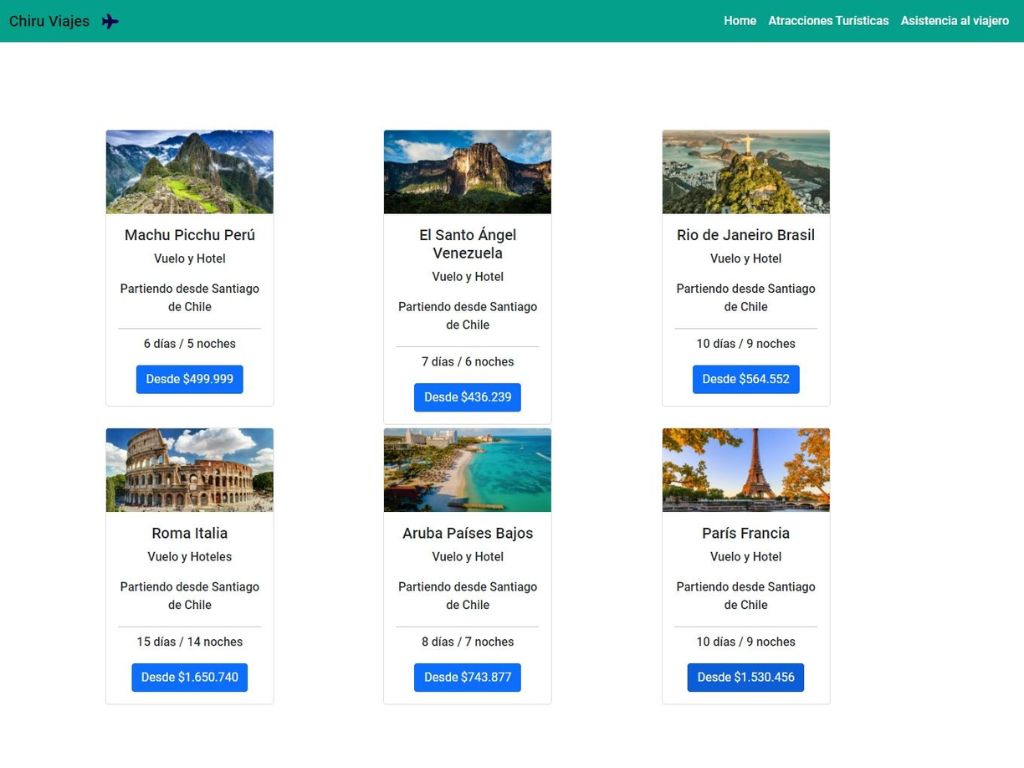 Chiru Viajes
Home Atracciones Turísticas Asistencia al viajero
Machu Picchu Perú
Vuelo y Hotel
Partiendo desde Santiago
de Chile
6 días / 5 noches
Desde $499.999
El Santo Ángel
Venezuela
Vuelo y Hotel
Partiendo desde Santiago
de Chile
7 días / 6 noches
Desde $436.239
Rio de Janeiro Brasil
Vuelo y Hotel
Partiendo desde Santiago
de Chile
10 días / 9 noches
Desde $564.552
Roma Italia
Vuelo y Hoteles
Partiendo desde Santiago
de Chile
15 días / 14 noches
Desde $1.650.740
Aruba Países Bajos
Vuelo y Hotel
Partiendo desde Santiago
de Chile
8 días / 7 noches
Desde $743.877
París Francia
Vuelo y Hotel
Partiendo desde Santiago
de Chile
10 días / 9 noches
Desde $1.530.456